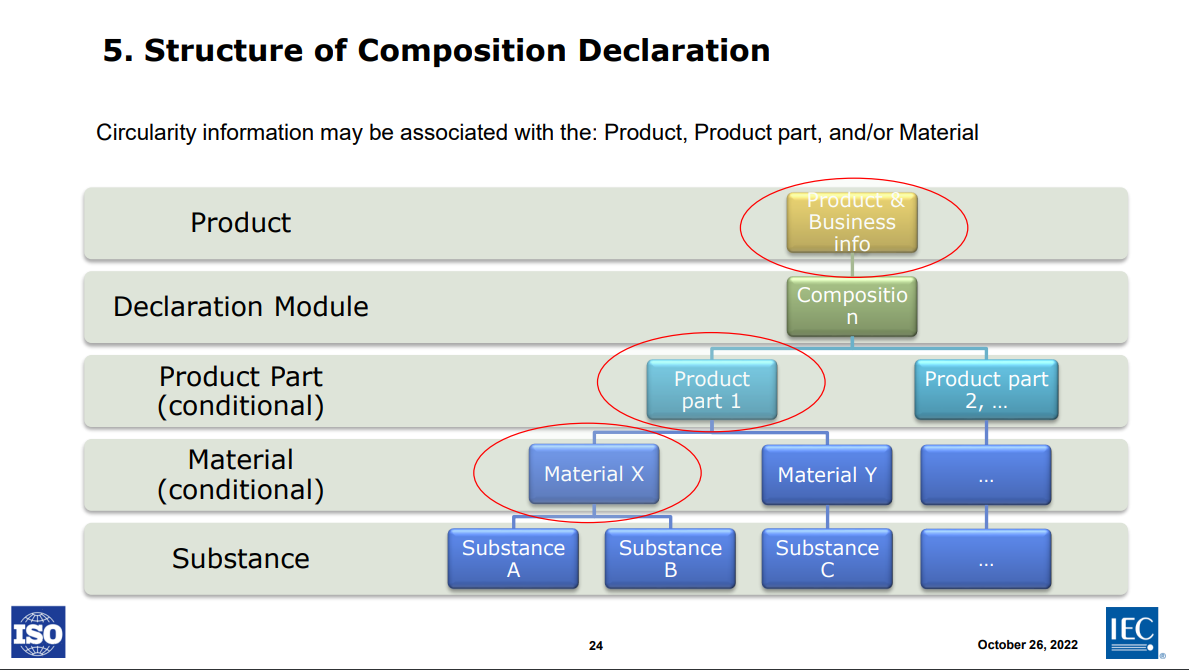 5. Structure of Composition Declaration
Circularity information may be associated with the: Product, Product part, and/or Material
Product
Product &
Business
info
Declaration Module
Compositio
n
Product Part
(conditional)
Product
part 1
Product part
2, ...
Material
(conditional)
Material X
Material Y
...
Substance
Substance
A
Substance
B
Substance
C
...
ISO
24
October 26, 2022
IEC
®